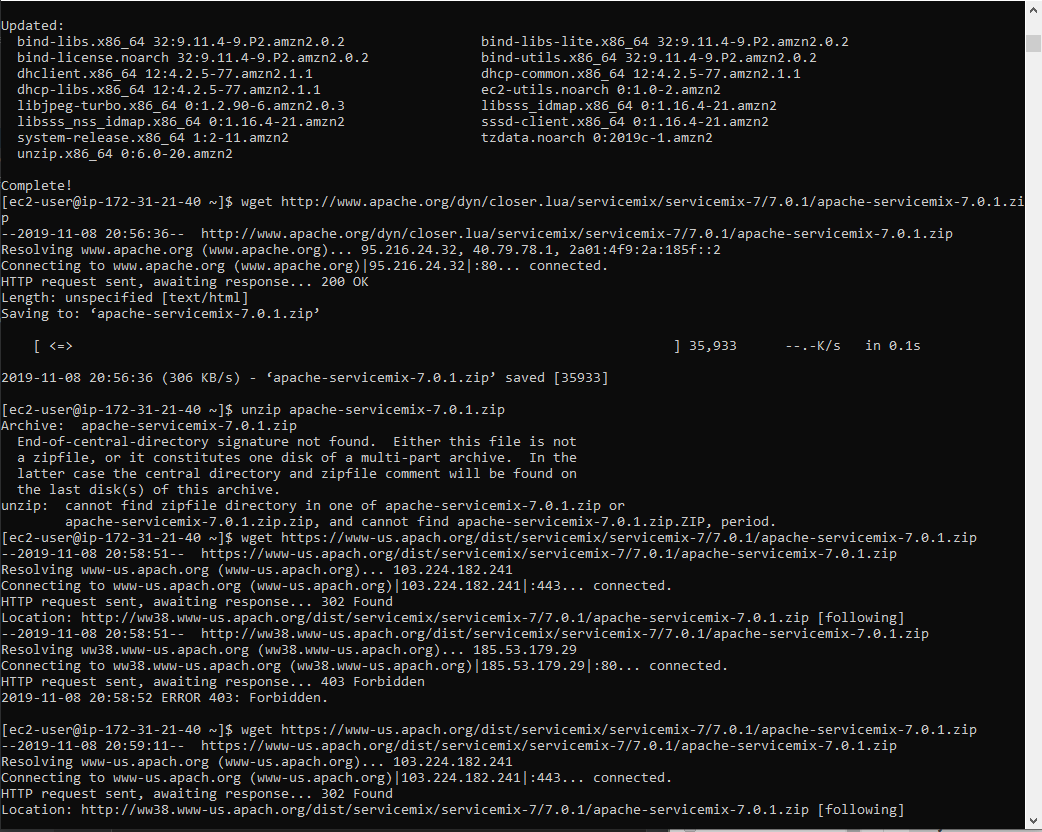 Updated:
  bind-libs.x86_64 32:9.11.4-9.P2.amzn2.0.2                 bind-libs-lite.x86_64 32:9.11.4-9.P2.amzn2.0.2
  bind-license.noarch 32:9.11.4-9.P2.amzn2.0.2              bind-utils.x86_64 32:9.11.4-9.P2.amzn2.0.2
  dhclient.x86_64 12:4.2.5-77.amzn2.1.1                     dhcp-common.x86_64 12:4.2.5-77.amzn2.1.1
  dhcp-libs.x86_64 12:4.2.5-77.amzn2.1.1                    ec2-utils.noarch 0:1.0-2.amzn2
  libjpeg-turbo.x86_64 0:1.2.90-6.amzn2.0.3                 libsss_idmap.x86_64 0:1.16.4-21.amzn2
  libsss_nss_idmap.x86_64 0:1.16.4-21.amzn2                 sssd-client.x86_64 0:1.16.4-21.amzn2
  system-release.x86_64 1:2-11.amzn2                        tzdata.noarch 0:2019c-1.amzn2
  unzip.x86_64 0:6.0-20.amzn2

Complete!
[ec2-user@ip-172-31-21-40 ~]$ wget http://www.apache.org/dyn/closer.lua/servicemix/servicemix-7/7.0.1/apache-servicemix-7.0.1.zi
p
--2019-11-08 20:56:36--  http://www.apache.org/dyn/closer.lua/servicemix/servicemix-7/7.0.1/apache-servicemix-7.0.1.zip
Resolving www.apache.org (www.apache.org)... 95.216.24.32, 40.79.78.1, 2a01:4f9:2a:185f::2
Connecting to www.apache.org (www.apache.org)|95.216.24.32|:80... connected.
HTTP request sent, awaiting response... 200 OK
Length: unspecified [text/html]
Saving to: ‘apache-servicemix-7.0.1.zip’

    [ <=>                                                                           ] 35,933      --.-K/s   in 0.1s

2019-11-08 20:56:36 (306 KB/s) - ‘apache-servicemix-7.0.1.zip’ saved [35933]

[ec2-user@ip-172-31-21-40 ~]$ unzip apache-servicemix-7.0.1.zip
Archive:  apache-servicemix-7.0.1.zip
  End-of-central-directory signature not found.  Either this file is not
  a zipfile, or it constitutes one disk of a multi-part archive.  In the
  latter case the central directory and zipfile comment will be found on
  the last disk(s) of this archive.
unzip:  cannot find zipfile directory in one of apache-servicemix-7.0.1.zip or
        apache-servicemix-7.0.1.zip.zip, and cannot find apache-servicemix-7.0.1.zip.ZIP, period.
[ec2-user@ip-172-31-21-40 ~]$ wget https://www-us.apach.org/dist/servicemix/servicemix-7/7.0.1/apache-servicemix-7.0.1.zip
--2019-11-08 20:58:51--  https://www-us.apach.org/dist/servicemix/servicemix-7/7.0.1/apache-servicemix-7.0.1.zip
Resolving www-us.apach.org (www-us.apach.org)... 103.224.182.241
Connecting to www-us.apach.org (www-us.apach.org)|103.224.182.241|:443... connected.
HTTP request sent, awaiting response... 302 Found
Location: http://ww38.www-us.apach.org/dist/servicemix/servicemix-7/7.0.1/apache-servicemix-7.0.1.zip [following]
--2019-11-08 20:58:51--  http://ww38.www-us.apach.org/dist/servicemix/servicemix-7/7.0.1/apache-servicemix-7.0.1.zip
Resolving ww38.www-us.apach.org (ww38.www-us.apach.org)... 185.53.179.29
Connecting to ww38.www-us.apach.org (ww38.www-us.apach.org)|185.53.179.29|:80... connected.
HTTP request sent, awaiting response... 403 Forbidden
2019-11-08 20:58:52 ERROR 403: Forbidden.

[ec2-user@ip-172-31-21-40 ~]$ wget https://www-us.apach.org/dist/servicemix/servicemix-7/7.0.1/apache-servicemix-7.0.1.zip
--2019-11-08 20:59:11--  https://www-us.apach.org/dist/servicemix/servicemix-7/7.0.1/apache-servicemix-7.0.1.zip
Resolving www-us.apach.org (www-us.apach.org)... 103.224.182.241
Connecting to www-us.apach.org (www-us.apach.org)|103.224.182.241|:443... connected.
HTTP request sent, awaiting response... 302 Found
Location: http://ww38.www-us.apach.org/dist/servicemix/servicemix-7/7.0.1/apache-servicemix-7.0.1.zip [following]